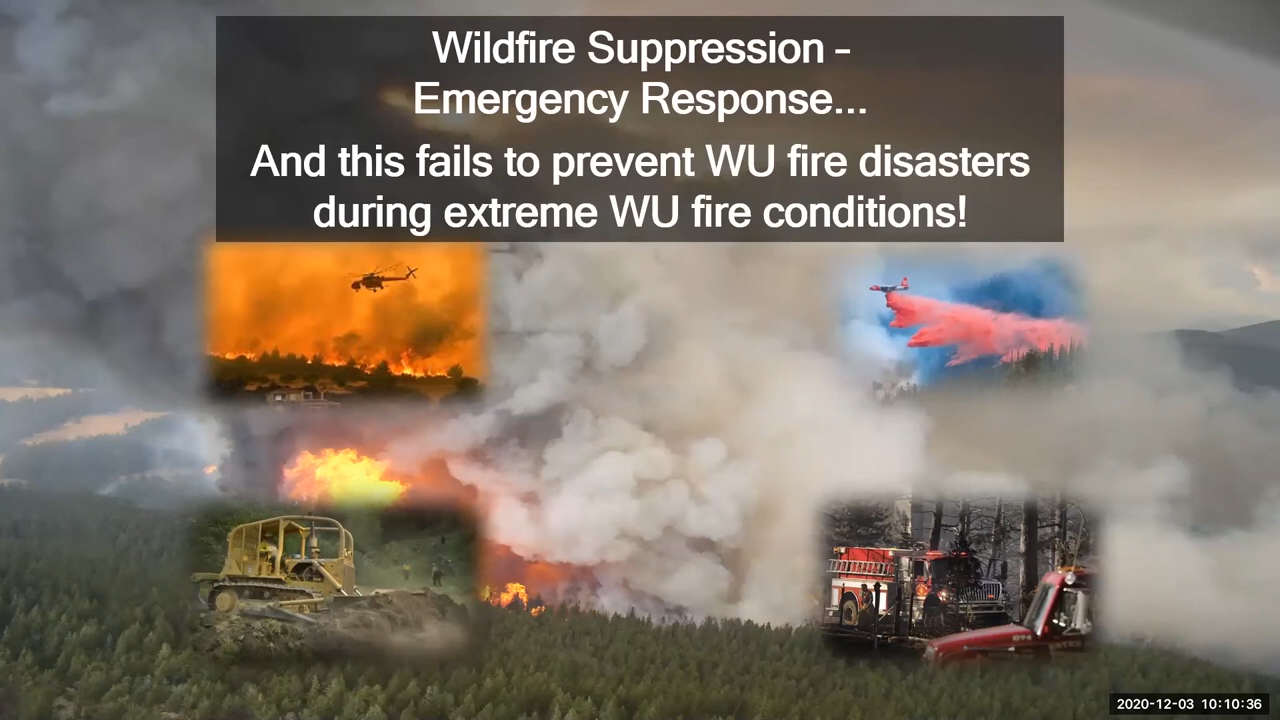 Wildfire Suppression –
Emergency Response...
And this fails to prevent WU fire disasters
during extreme WU fire conditions!
2020-12-03 10:10:36